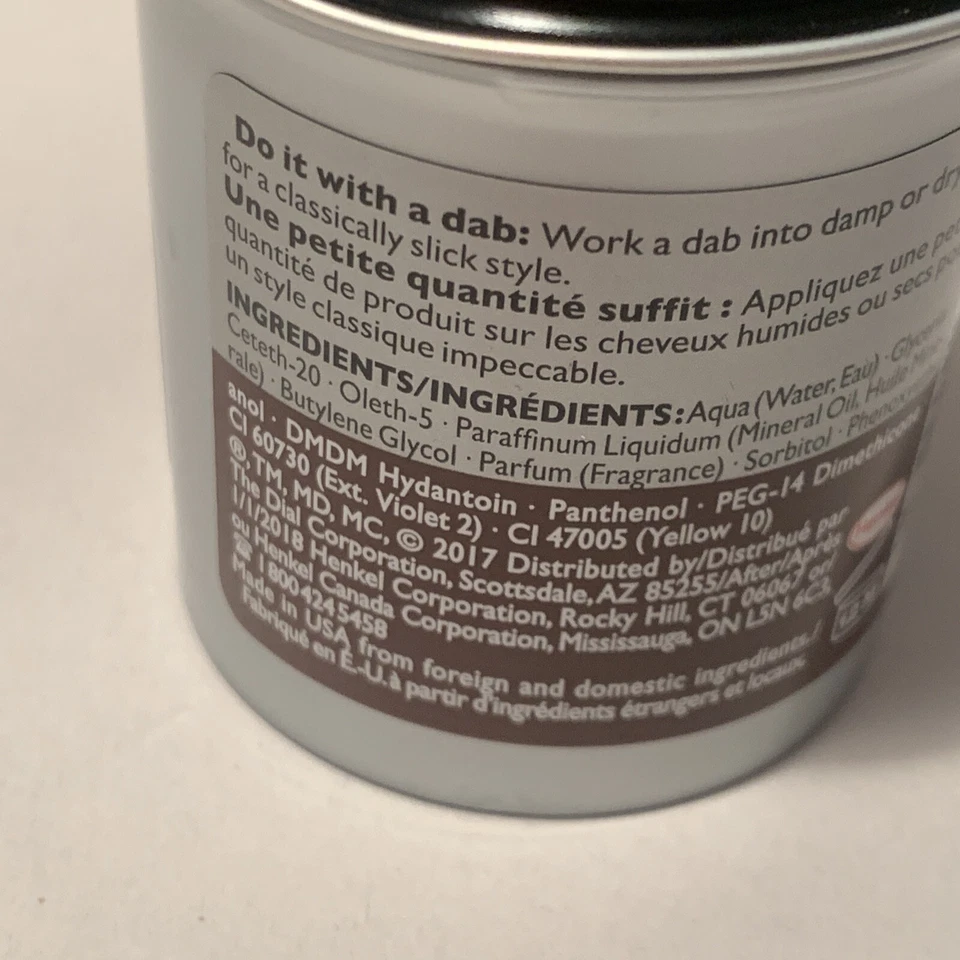 Do it with a dab: Work a dab into damp or dry
for a classically slick style.
Une petite quantité suffit : Appliquez une
quantité de produit sur les cheveux humides ou secs
un style classique impeccable.
INGREDIENTS/INGRÉDIENTS: Aqua (Water, Eau) ·
Ceteth-20 · Oleth-5 · Paraffinum Liquidum (Mineral Oil, Huile
rale) · Butylene Glycol · Parfum (Fragrance) · Sorbitol ·
anol · DMDM Hydantoin · Panthenol · PEG-14 Dimethicone
CI 60730 (Ext. Violet 2) · CI 47005 (Yellow 10)
®, TM, MD, MC, © 2017 Distributed by/Distribué par
The Dial Corporation, Scottsdale, AZ 85255/After/Après
1/1/2018 Henkel Corporation, Rocky Hill, CT 06067 or/
ou Henkel Canada Corporation, Mississauga, ON L5N 6C3
☎ 18004245458
Made in USA from foreign and domestic ingredients./
Fabriqué en É.-U. à partir d'ingrédients étrangers et locaux.